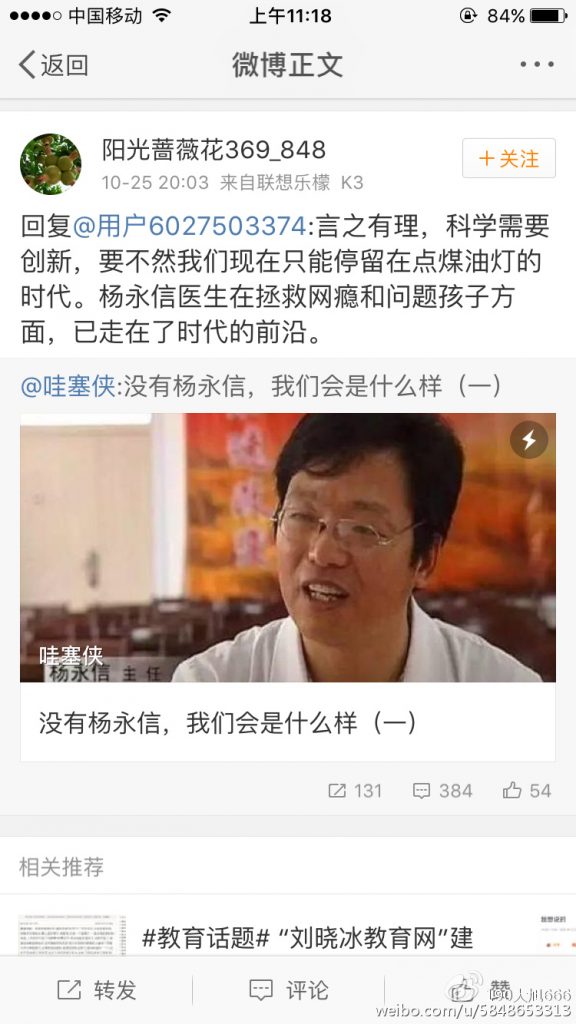 中国移动 上午11:18 84%
返回 微博正文
阳光蔷薇花369_848
＋关注
10-25 20:03 来自联想乐檬 K3
回复@用户6027503374:言之有理，科学需要
创新，要不然我们现在只能停留在点煤油灯的
时代。杨永信医生在拯救网瘾和问题孩子方
面，已走在了时代的前沿。
@哇塞侠:没有杨永信，我们会是什么样（一）
哇塞侠
杨永信 主任
没有杨永信，我们会是什么样（一）
131 384 54
相关推荐
#教育话题# “刘晓冰教育网”建
我想说的
转发 评论 赞
weibo.com/u/5848653313